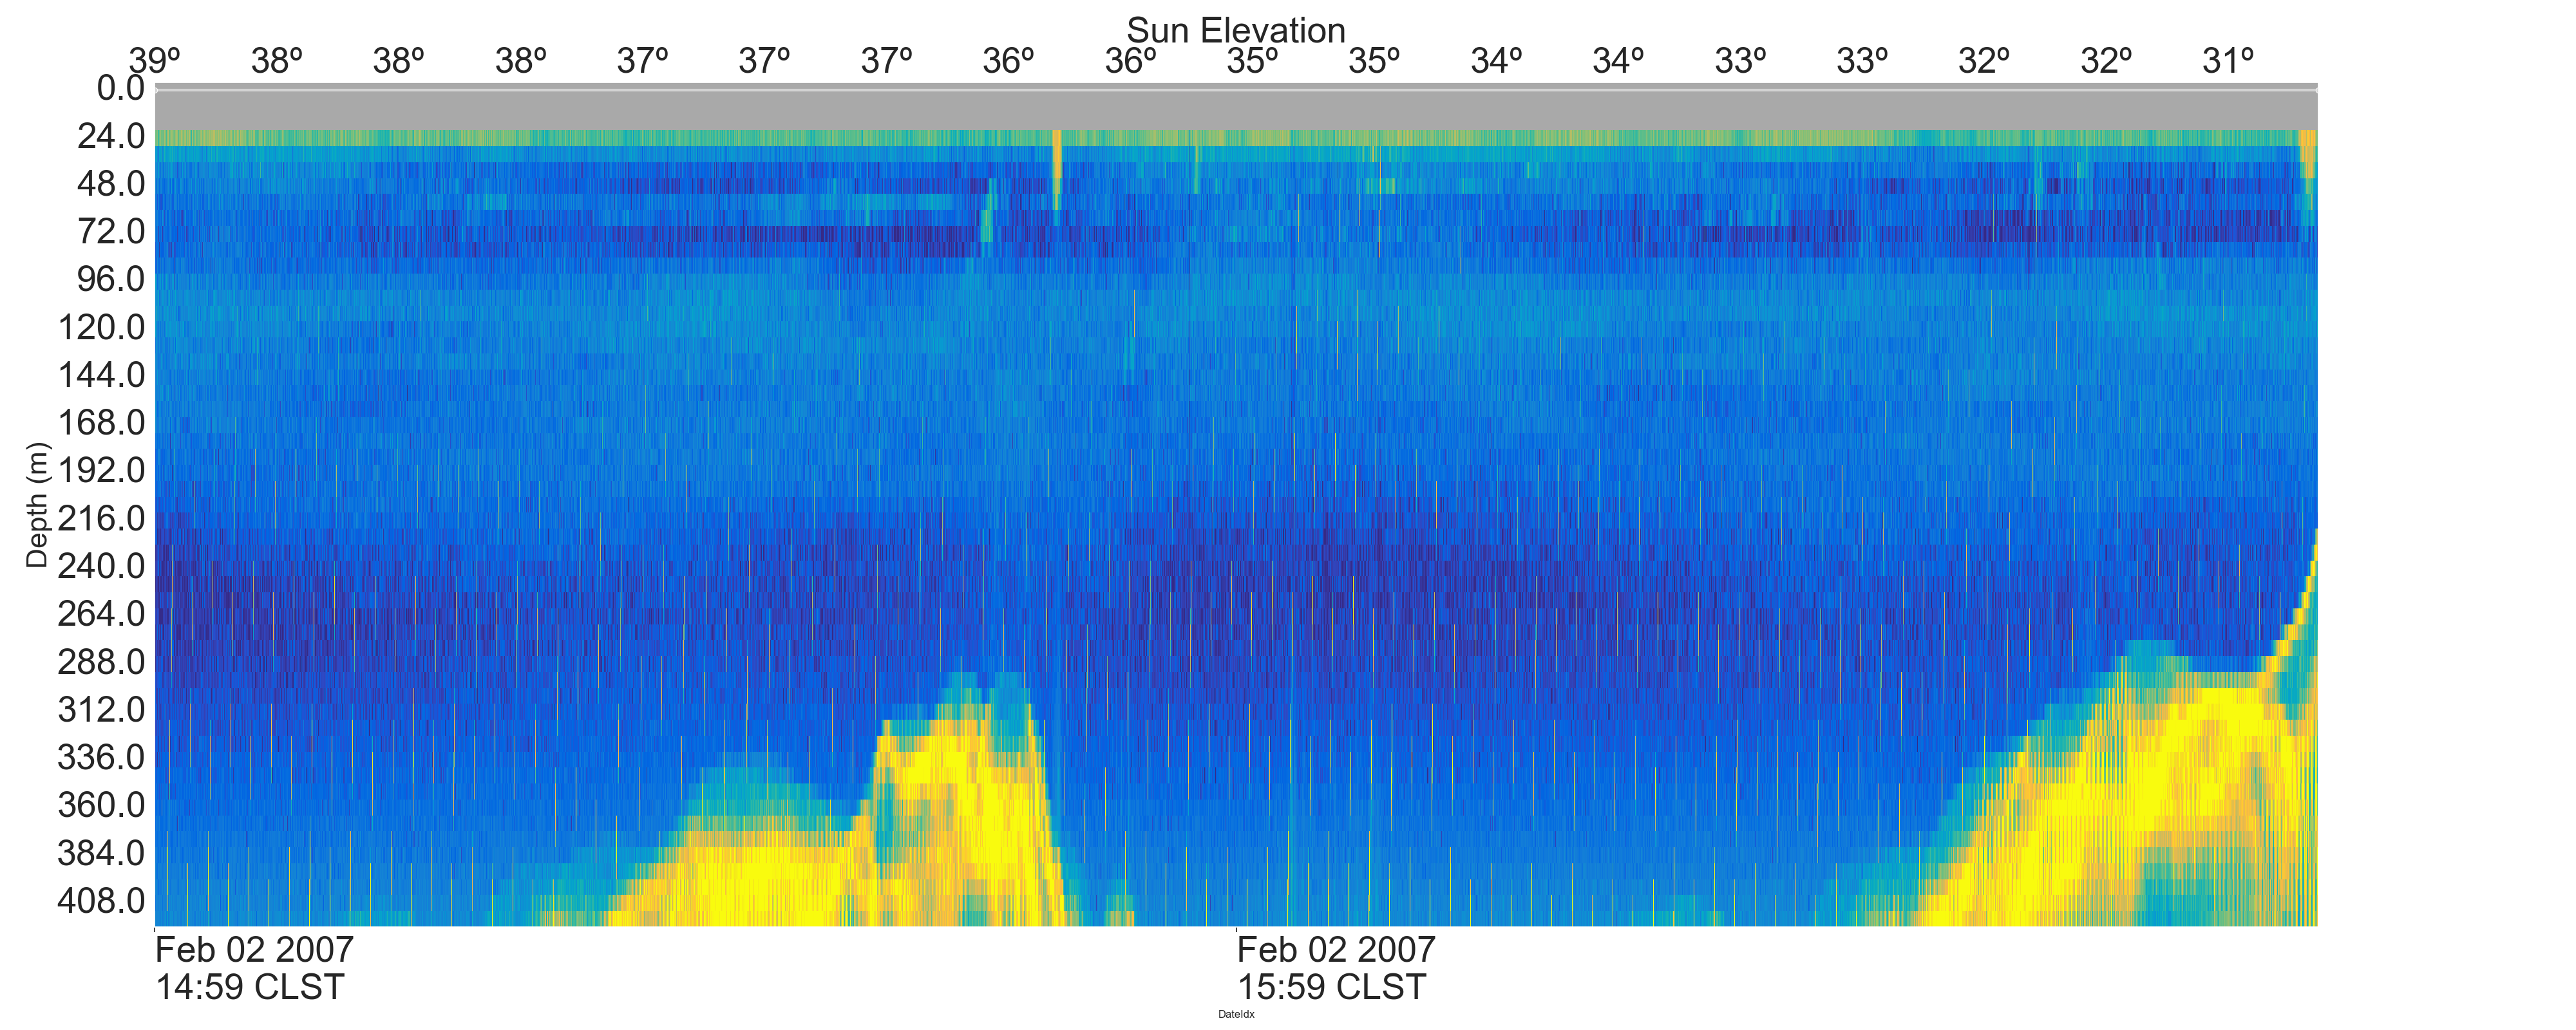 Sun Elevation
39º 38º 38º 38º 37º 37º 37º 36º 36º 35º 35º 34º 34º 33º 33º 32º 32º 31º
0.0
24.0
48.0
72.0
96.0
120.0
144.0
168.0
192.0
216.0
240.0
264.0
288.0
312.0
336.0
360.0
384.0
408.0
Depth (m)
Feb 02 2007
14:59 CLST
Feb 02 2007
15:59 CLST
DateIdx